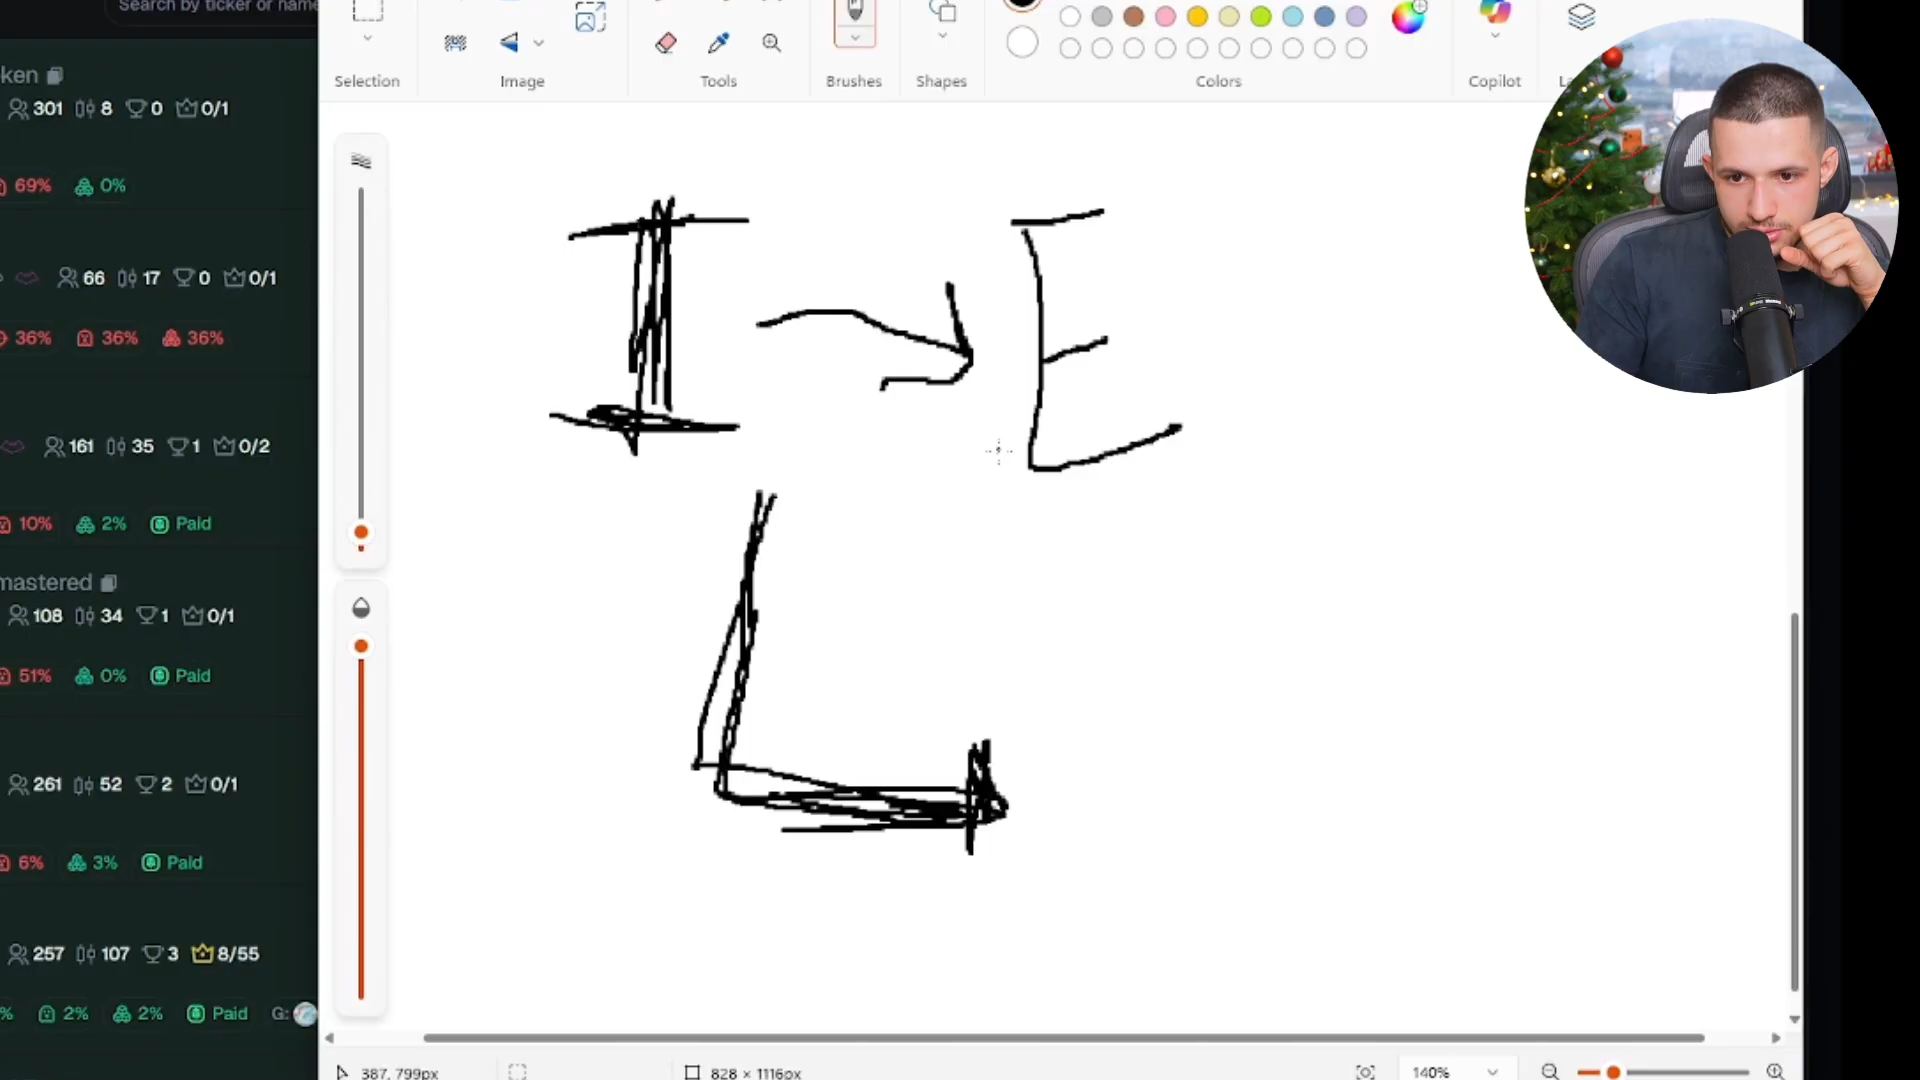 Search by ticker or name
ken
301 8 0 0/1
69% 0%
66 17 0 0/1
36% 36% 36%
161 35 1 0/2
10% 2% Paid
mastered
108 34 1 0/1
51% 0% Paid
261 52 2 0/1
6% 3% Paid
257 107 3 8/55
% 2% 2% Paid G:
Selection Image Tools Brushes Shapes Colors Copilot
I E
L
387, 799px 828 × 1116px 140%